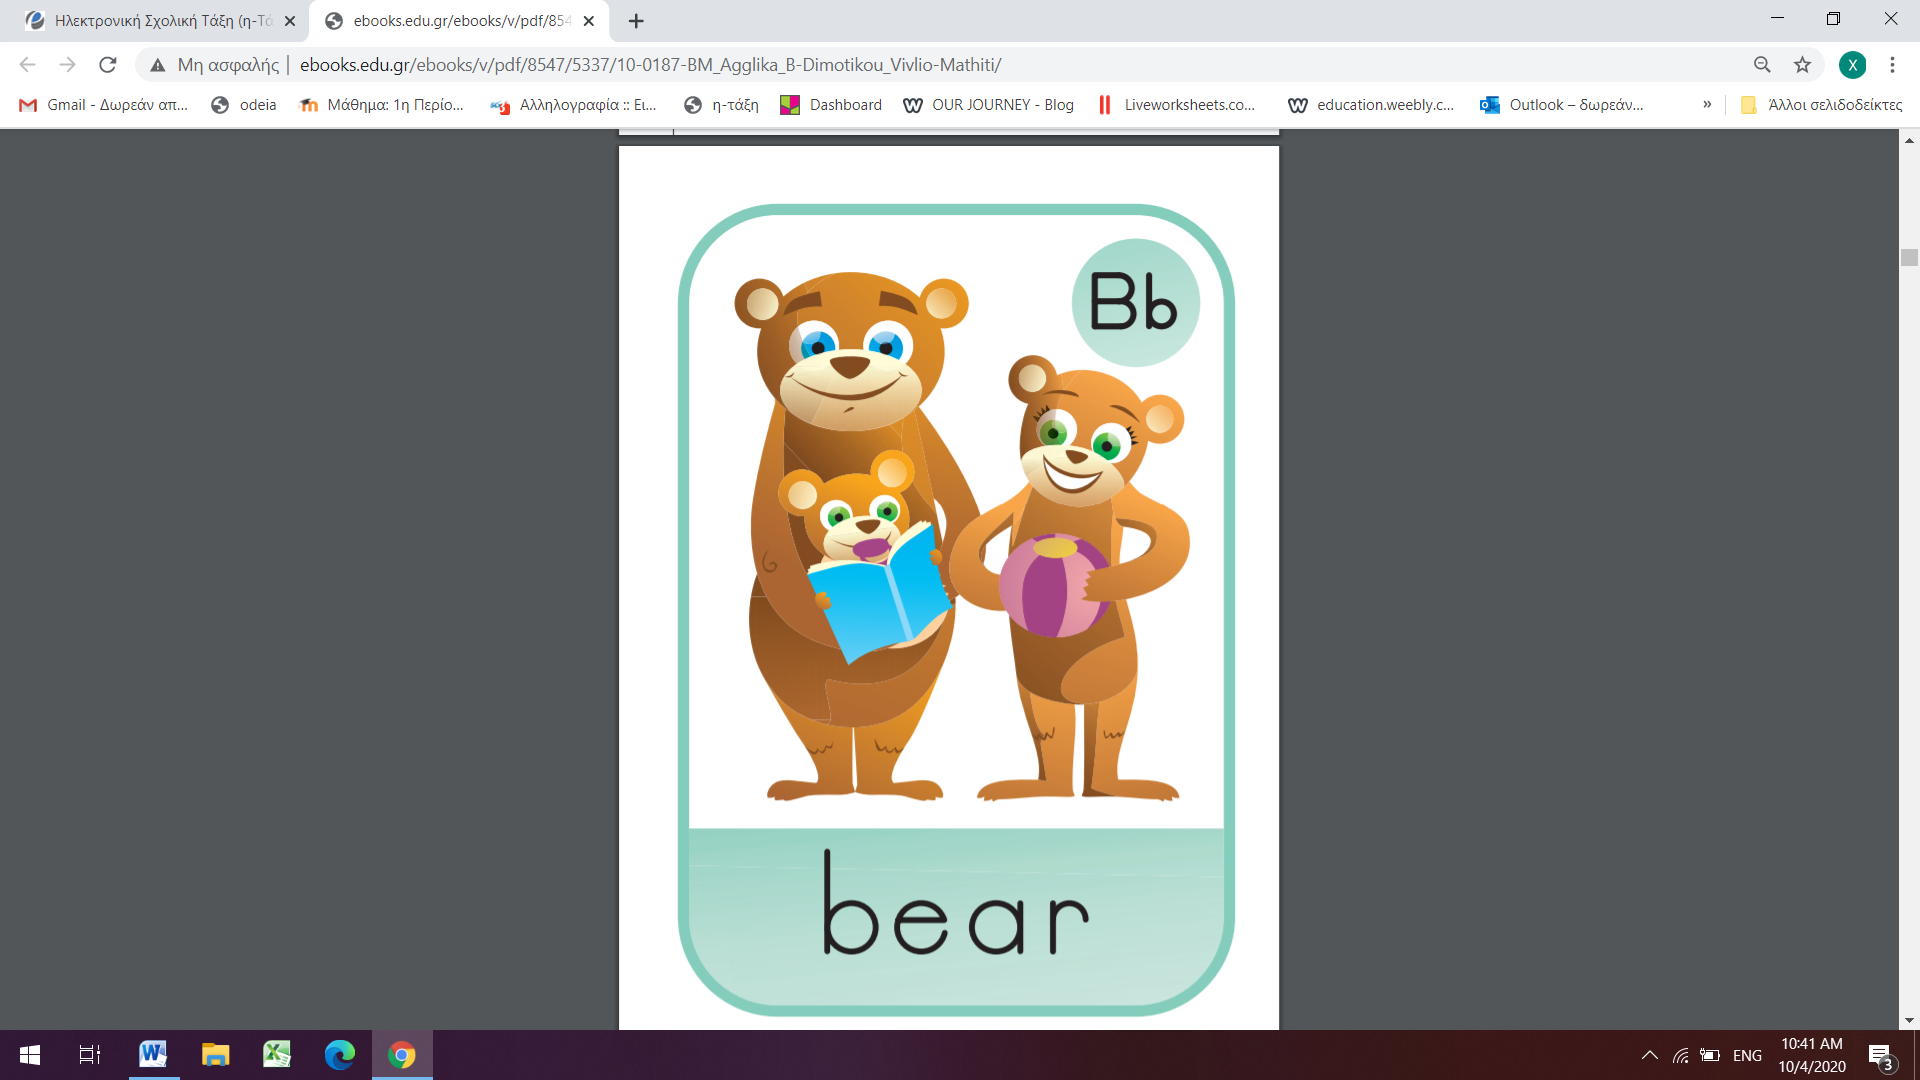 Ηλεκτρονική Σχολική Τάξη (η-Τά
ebooks.edu.gr/ebooks/v/pdf/854
Μη ασφαλής | ebooks.edu.gr/ebooks/v/pdf/8547/5337/10-0187-BM_Agglika_B-Dimotikou_Vivlio-Mathiti/
X
Gmail - Δωρεάν απ... odeia Μάθημα: 1η Περίο... Αλληλογραφία :: Ει... η-τάξη Dashboard OUR JOURNEY - Blog Liveworksheets.co... education.weebly.c... Outlook – δωρεάν... » Άλλοι σελιδοδείκτες
Bb
bear
ENG
10:41 AM
10/4/2020
3